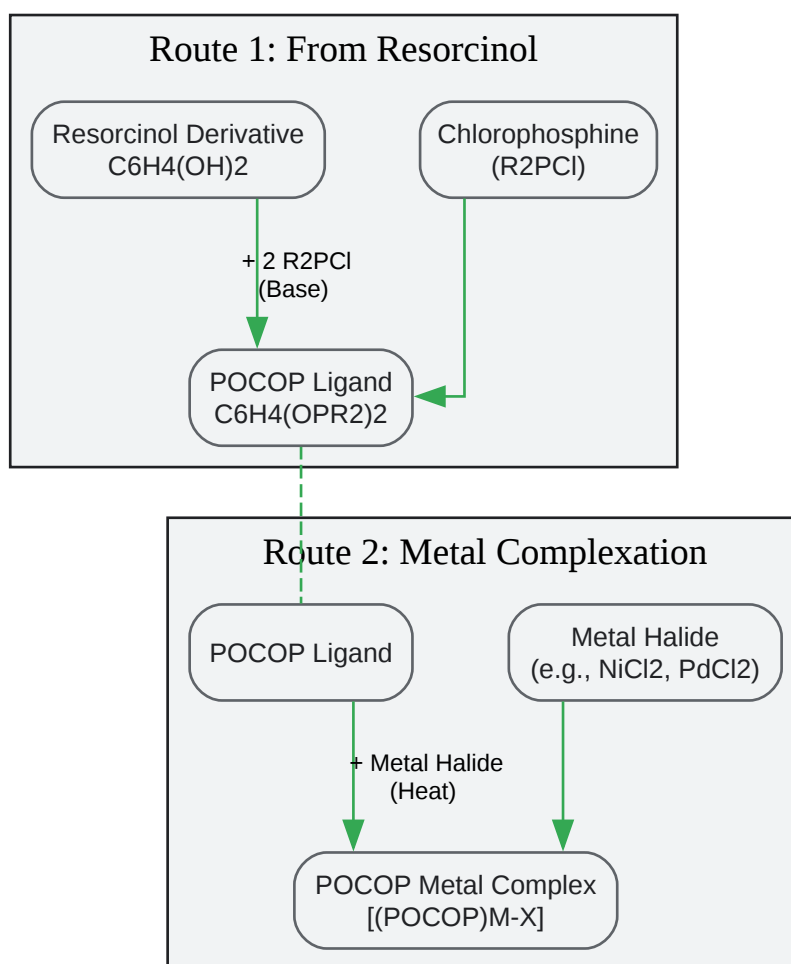 Route 1: From Resorcinol
Resorcinol Derivative
C6H4(OH)2
Chlorophosphine
(R2PCl)
+ 2 R2PCl
(Base)
POCOP Ligand
C6H4(OPR2)2
Route 2: Metal Complexation
POCOP Ligand
Metal Halide
(e.g., NiCl2, PdCl2)
+ Metal Halide
(Heat)
POCOP Metal Complex
[(POCOP)M-X]